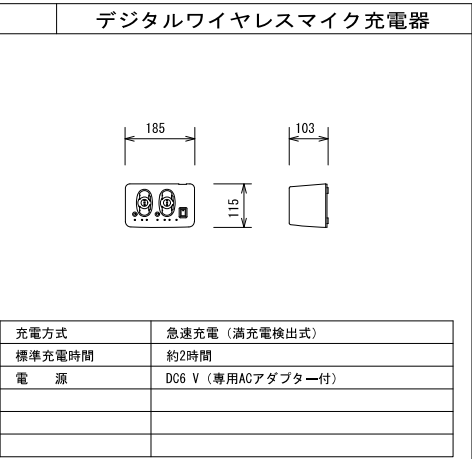 デジタルワイヤレスマイク充電器
185
103
115
充電方式 急速充電（満充電検出式）
標準充電時間 約2時間
電　源 DC6 V（専用ACアダプター付）